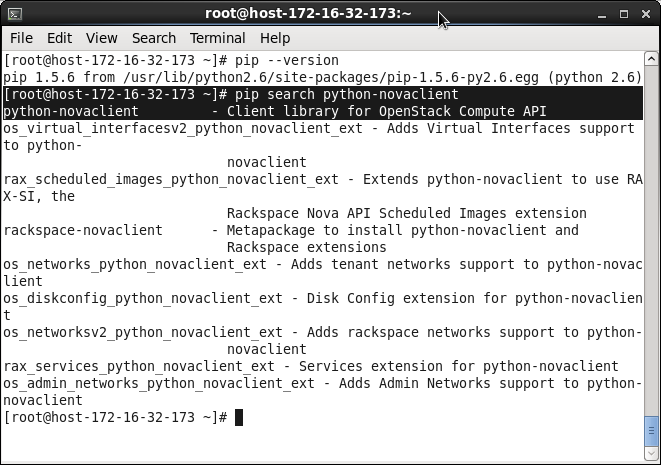 root@host-172-16-32-173:~
File Edit View Search Terminal Help
[root@host-172-16-32-173 ~]# pip --version
pip 1.5.6 from /usr/lib/python2.6/site-packages/pip-1.5.6-py2.6.egg (python 2.6)
[root@host-172-16-32-173 ~]# pip search python-novaclient
python-novaclient         - Client library for OpenStack Compute API
os_virtual_interfacesv2_python_novaclient_ext - Adds Virtual Interfaces support
to python-
novaclient
rax_scheduled_images_python_novaclient_ext - Extends python-novaclient to use RA
X-SI, the
Rackspace Nova API Scheduled Images extension
rackspace-novaclient      - Metapackage to install python-novaclient and
Rackspace extensions
os_networks_python_novaclient_ext - Adds tenant networks support to python-novac
lient
os_diskconfig_python_novaclient_ext - Disk Config extension for python-novaclien
t
os_networksv2_python_novaclient_ext - Adds rackspace networks support to python-
novaclient
rax_services_python_novaclient_ext - Services extension for python-novaclient
os_admin_networks_python_novaclient_ext - Adds Admin Networks support to python-
novaclient
[root@host-172-16-32-173 ~]#